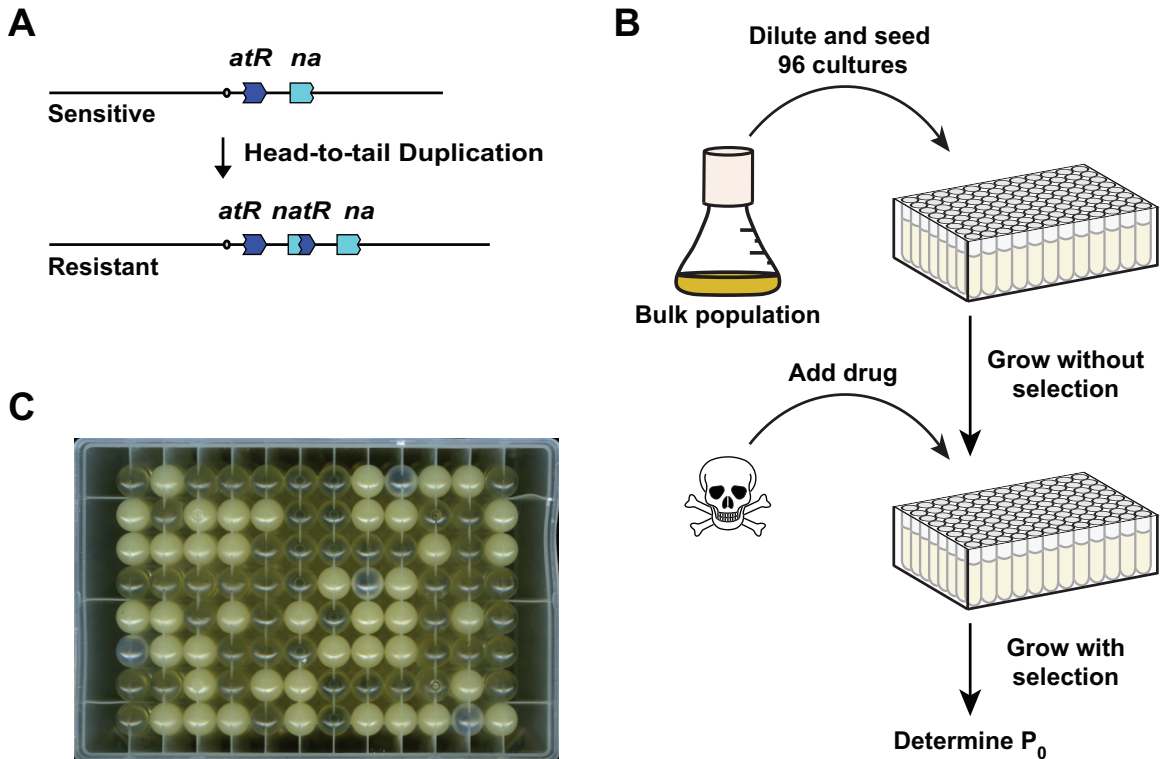 A
atR na
Sensitive
Head-to-tail Duplication
atR natR na
Resistant
B
Dilute and seed
96 cultures
Bulk population
Grow without
selection
Add drug
Grow with
selection
Determine P0
C